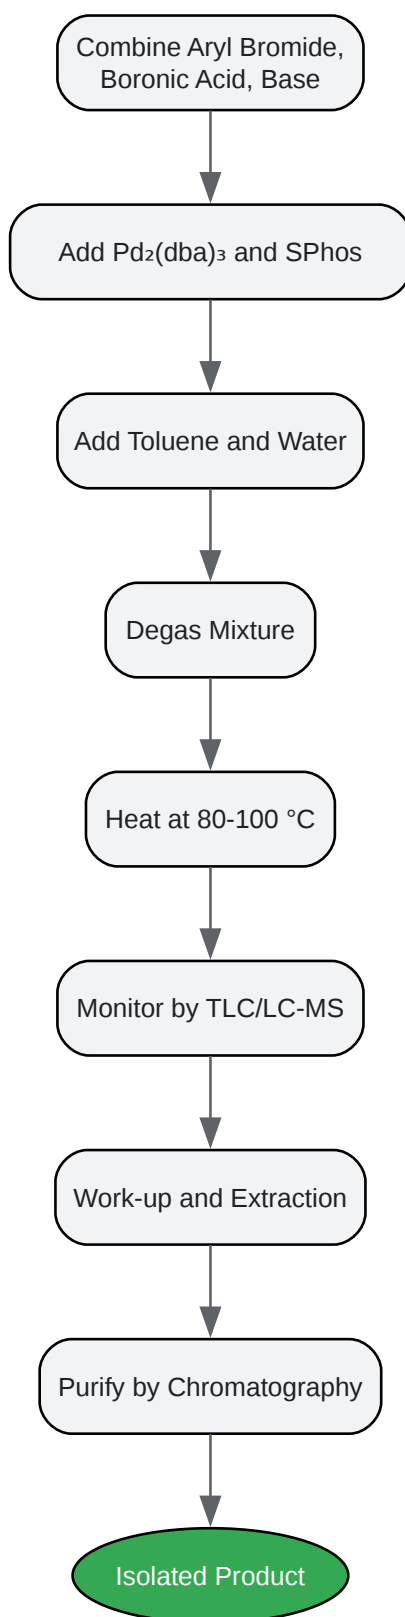 Combine Aryl Bromide,
Boronic Acid, Base
Add Pd₂(dba)₃ and SPhos
Add Toluene and Water
Degas Mixture
Heat at 80-100 °C
Monitor by TLC/LC-MS
Work-up and Extraction
Purify by Chromatography
Isolated Product